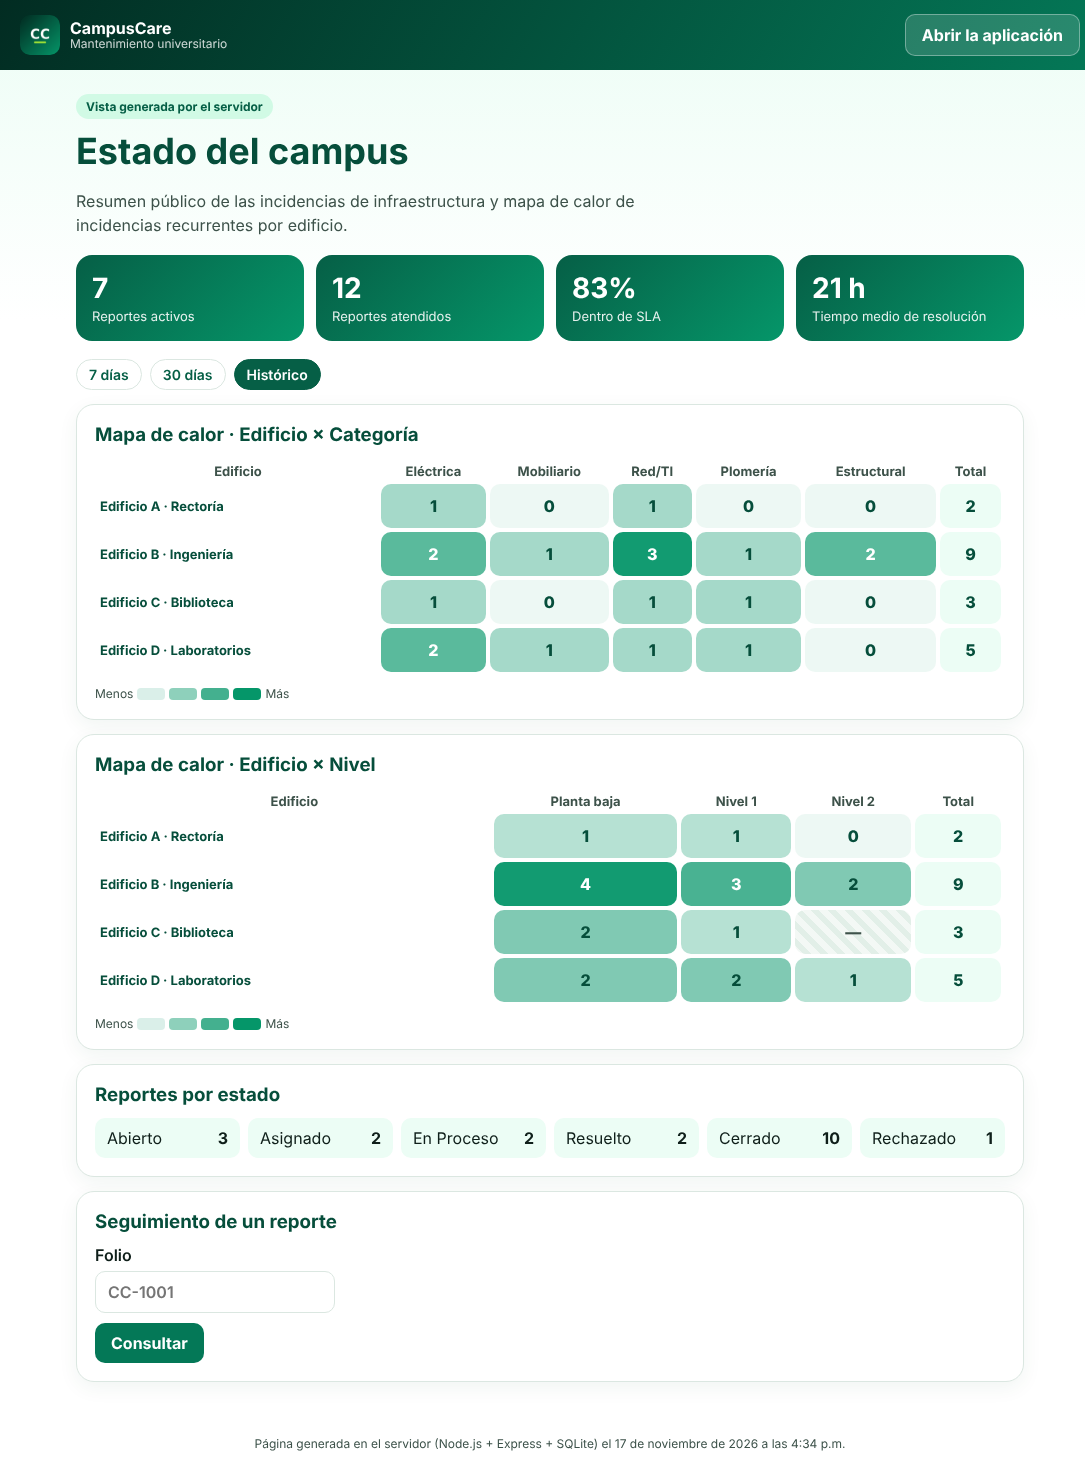 CC
CampusCare
Mantenimiento universitario
Abrir la aplicación
Vista generada por el servidor
Estado del campus
Resumen público de las incidencias de infraestructura y mapa de calor de
incidencias recurrentes por edificio.
7
Reportes activos
12
Reportes atendidos
83%
Dentro de SLA
21 h
Tiempo medio de resolución
7 días
30 días
Histórico
Mapa de calor · Edificio × Categoría
Edificio Eléctrica Mobiliario Red/TI Plomería Estructural Total
Edificio A · Rectoría 1 0 1 0 0 2
Edificio B · Ingeniería 2 1 3 1 2 9
Edificio C · Biblioteca 1 0 1 1 0 3
Edificio D · Laboratorios 2 1 1 1 0 5
Menos Más
Mapa de calor · Edificio × Nivel
Edificio Planta baja Nivel 1 Nivel 2 Total
Edificio A · Rectoría 1 1 0 2
Edificio B · Ingeniería 4 3 2 9
Edificio C · Biblioteca 2 1 — 3
Edificio D · Laboratorios 2 2 1 5
Menos Más
Reportes por estado
Abierto 3 Asignado 2 En Proceso 2 Resuelto 2 Cerrado 10 Rechazado 1
Seguimiento de un reporte
Folio
CC-1001
Consultar
Página generada en el servidor (Node.js + Express + SQLite) el 17 de noviembre de 2026 a las 4:34 p.m.